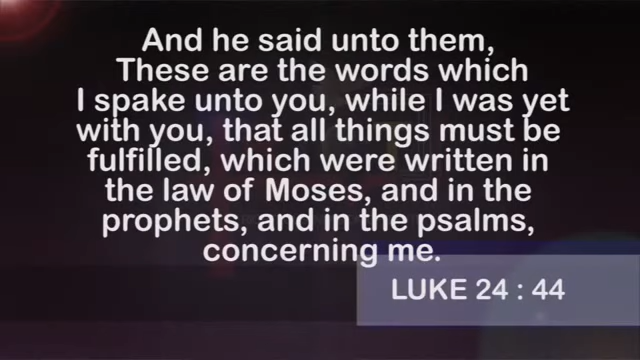 And he said unto them,
These are the words which
I spake unto you, while I was yet
with you, that all things must be
fulfilled, which were written in
the law of Moses, and in the
prophets, and in the psalms,
concerning me.
LUKE 24 : 44